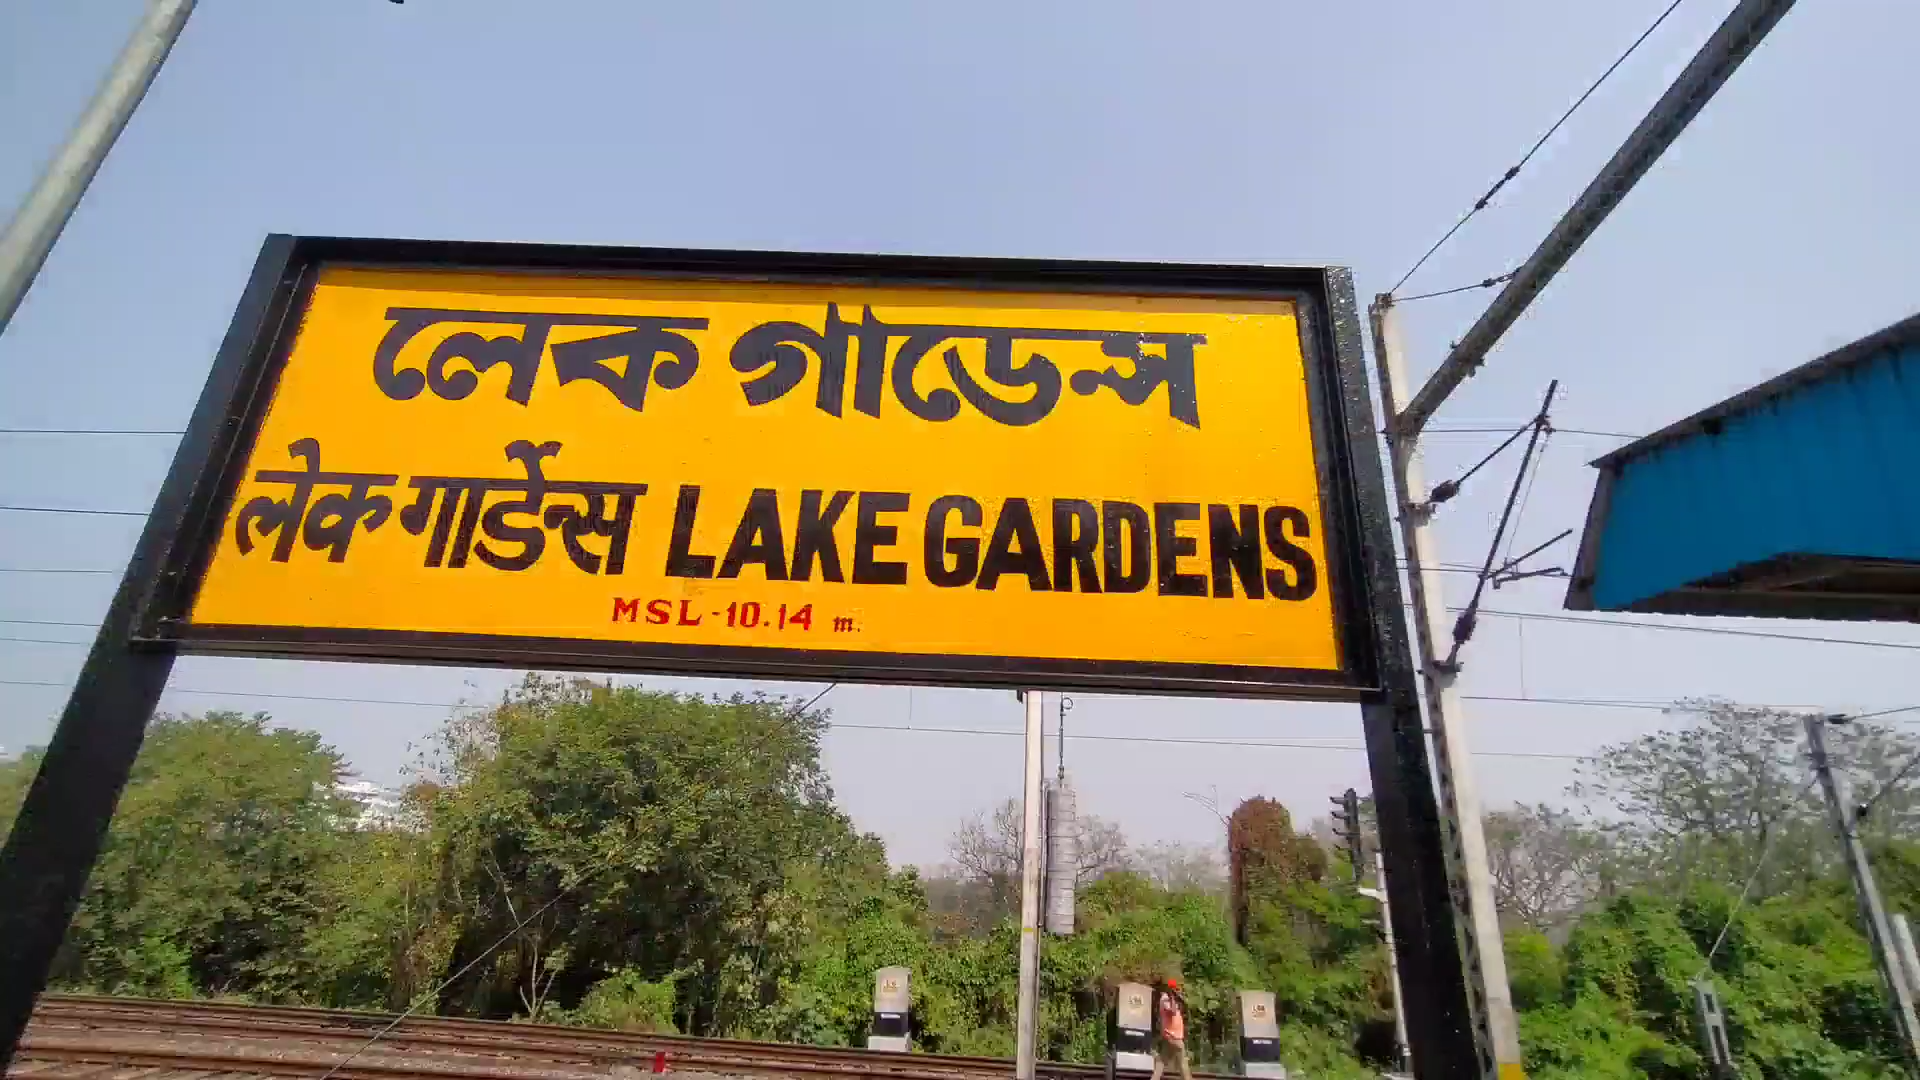 লেক গাডেন্স
लेक गार्डेन्स LAKE GARDENS
MSL-10.14 m.